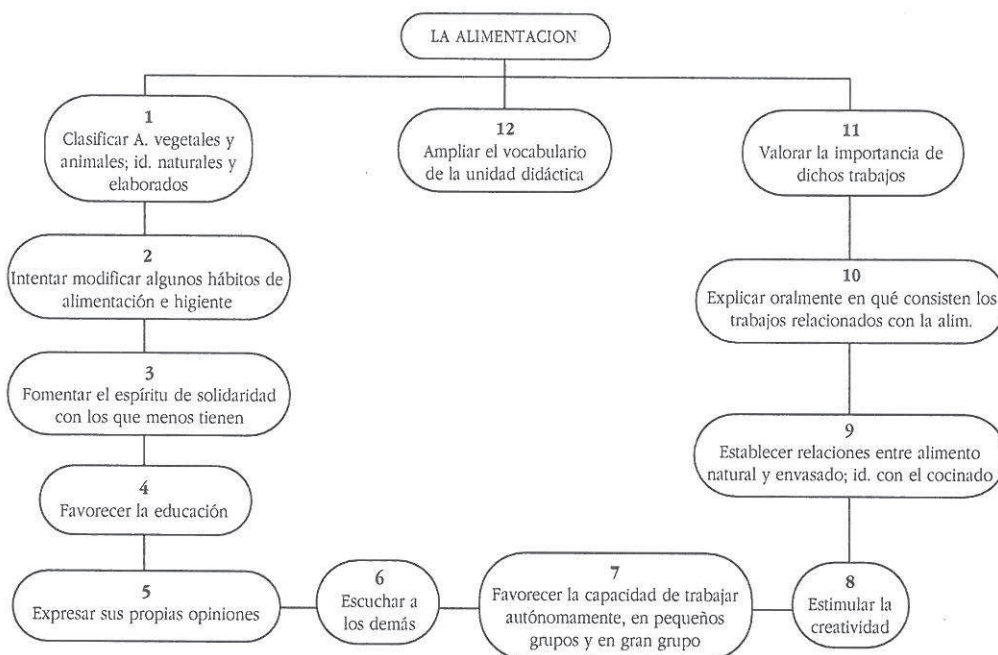 LA ALIMENTACION
1
Clasificar A. vegetales y
animales; id. naturales y
elaborados
12
Ampliar el vocabulario
de la unidad didáctica
11
Valorar la importancia de
dichos trabajos
2
Intentar modificar algunos hábitos de
alimentación e higiente
10
Explicar oralmente en qué consisten los
trabajos relacionados con la alim.
3
Fomentar el espíritu de solidaridad
con los que menos tienen
9
Establecer relaciones entre alimento
natural y envasado; id. con el cocinado
4
Favorecer la educación
5
Expresar sus propias opiniones
6
Escuchar a
los demás
7
Favorecer la capacidad de trabajar
autónomamente, en pequeños
grupos y en gran grupo
8
Estimular la
creatividad